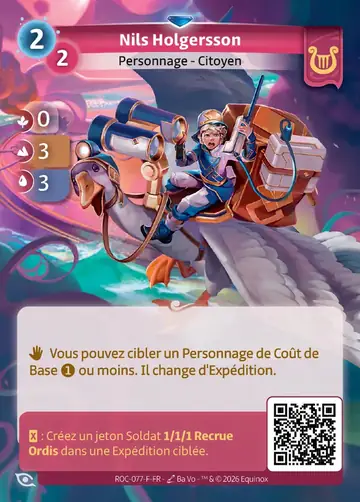 2
Nils Holgersson
2
Personnage - Citoyen
0
3
3
Vous pouvez cibler un Personnage de Coût de
Base 1 ou moins. Il change d'Expédition.
X : Créez un jeton Soldat 1/1/1 Recrue
Ordis dans une Expédition ciblée.
ROC-077-F-FR - Ba Vo - ™ & © 2026 Equinox